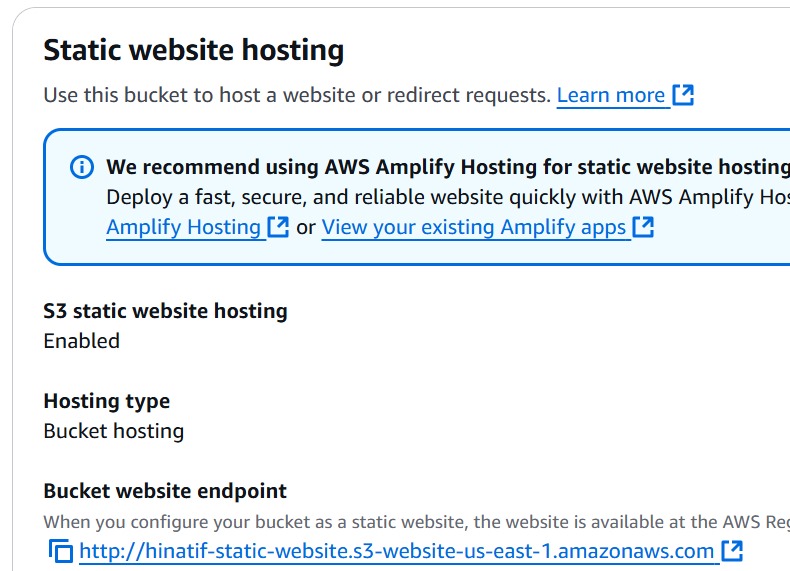 Static website hosting
Use this bucket to host a website or redirect requests. Learn more
We recommend using AWS Amplify Hosting for static website hosting
Deploy a fast, secure, and reliable website quickly with AWS Amplify
Amplify Hosting or View your existing Amplify apps
S3 static website hosting
Enabled
Hosting type
Bucket hosting
Bucket website endpoint
When you configure your bucket as a static website, the website is available at the AWS
http://hinatif-static-website.s3-website-us-east-1.amazonaws.com